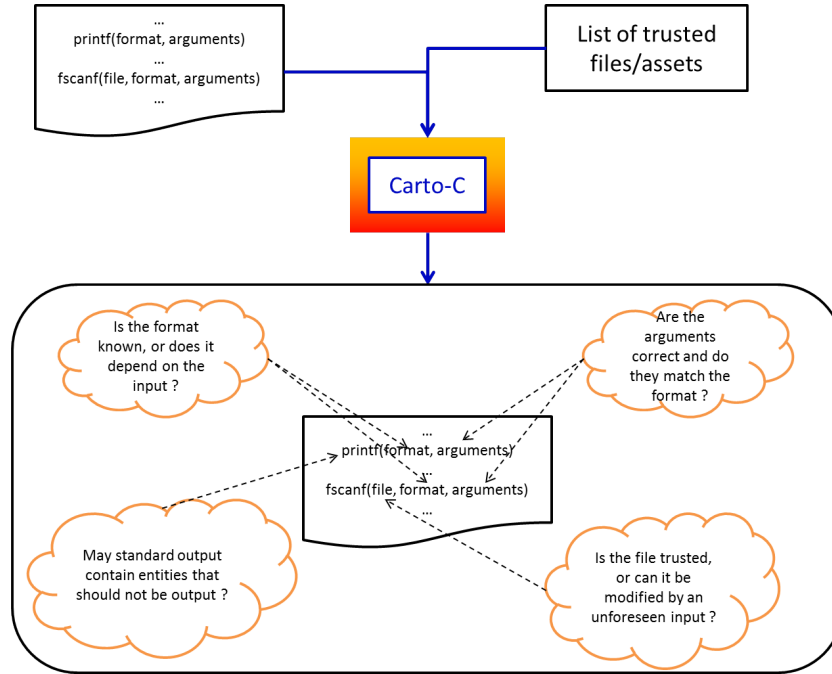 ...
printf(format, arguments)
...
fscanf(file, format, arguments)
...
List of trusted
files/assets
Carto-C
Is the format
known, or does it
depend on the
input ?
Are the
arguments
correct and do
they match the
format ?
...
printf(format, arguments)
...
fscanf(file, format, arguments)
...
May standard output
contain entities that
should not be output ?
Is the file trusted,
or can it be
modified by an
unforeseen input ?